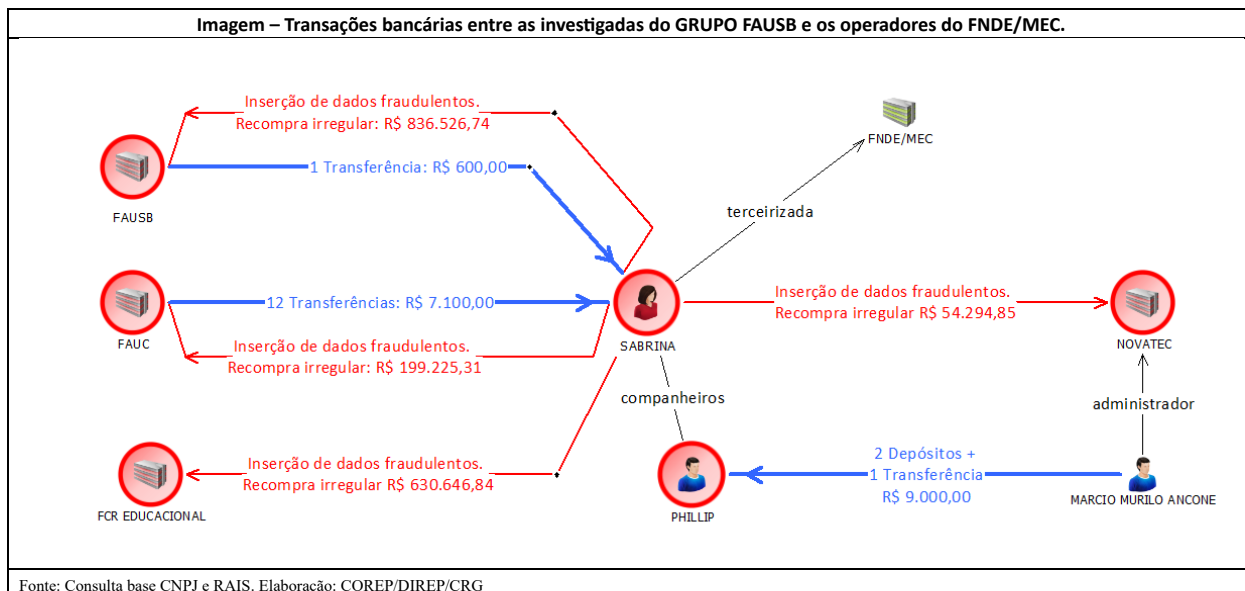 Imagem – Transações bancárias entre as investigadas do GRUPO FAUSB e os operadores do FNDE/MEC.
Inserção de dados fraudulentos.
Recompra irregular: R$ 836.526,74
FNDE/MEC
1 Transferência: R$ 600,00
FAUSB
terceirizada
12 Transferências: R$ 7.100,00
Inserção de dados fraudulentos.
Recompra irregular R$ 54.294,85
FAUC
SABRINA
NOVATEC
Inserção de dados fraudulentos.
Recompra irregular: R$ 199.225,31
companheiros
administrador
Inserção de dados fraudulentos.
Recompra irregular R$ 630.646,84
2 Depósitos +
1 Transferência
R$ 9.000,00
FCR EDUCACIONAL
PHILLIP
MARCIO MURILO ANCONE
Fonte: Consulta base CNPJ e RAIS. Elaboração: COREP/DIREP/CRG